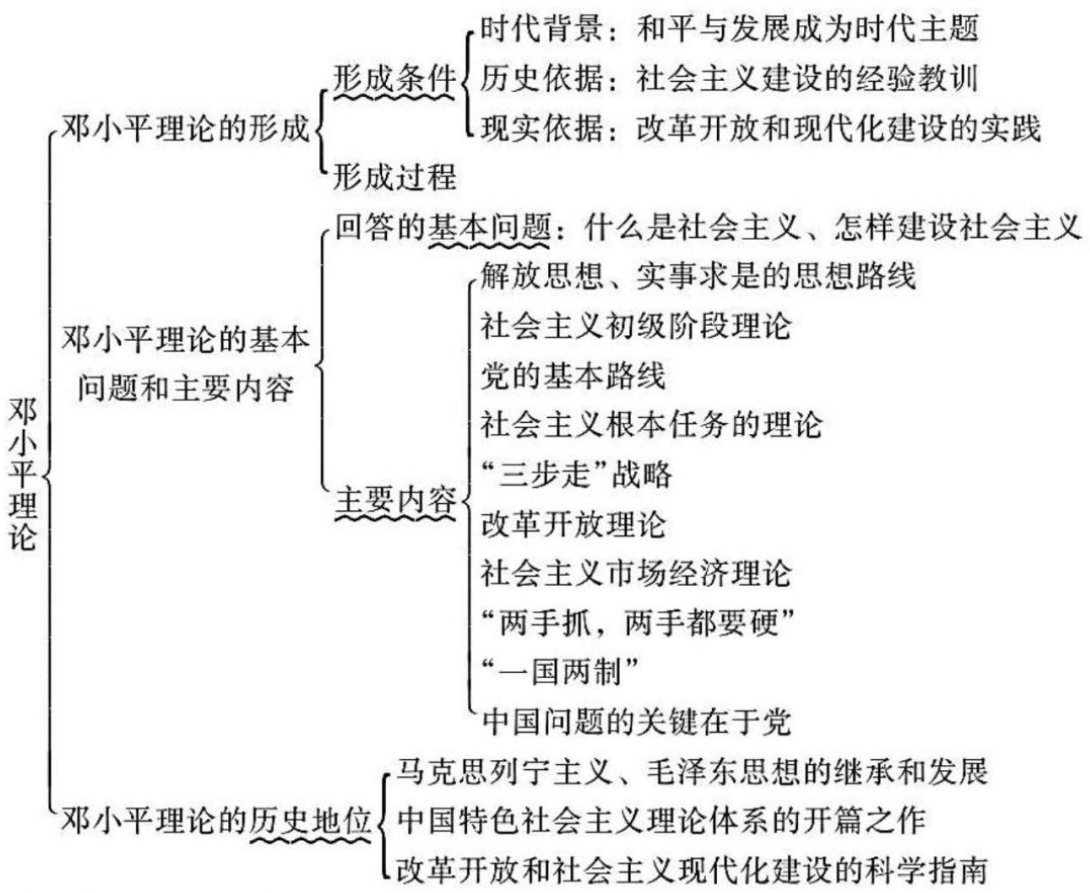 邓小平理论
邓小平理论的形成
形成条件
时代背景：和平与发展成为时代主题
历史依据：社会主义建设的经验教训
现实依据：改革开放和现代化建设的实践
形成过程
邓小平理论的基本
问题和主要内容
回答的基本问题：什么是社会主义、怎样建设社会主义
主要内容
解放思想、实事求是的思想路线
社会主义初级阶段理论
党的基本路线
社会主义根本任务的理论
“三步走”战略
改革开放理论
社会主义市场经济理论
“两手抓，两手都要硬”
“一国两制”
中国问题的关键在于党
邓小平理论的历史地位
马克思列宁主义、毛泽东思想的继承和发展
中国特色社会主义理论体系的开篇之作
改革开放和社会主义现代化建设的科学指南